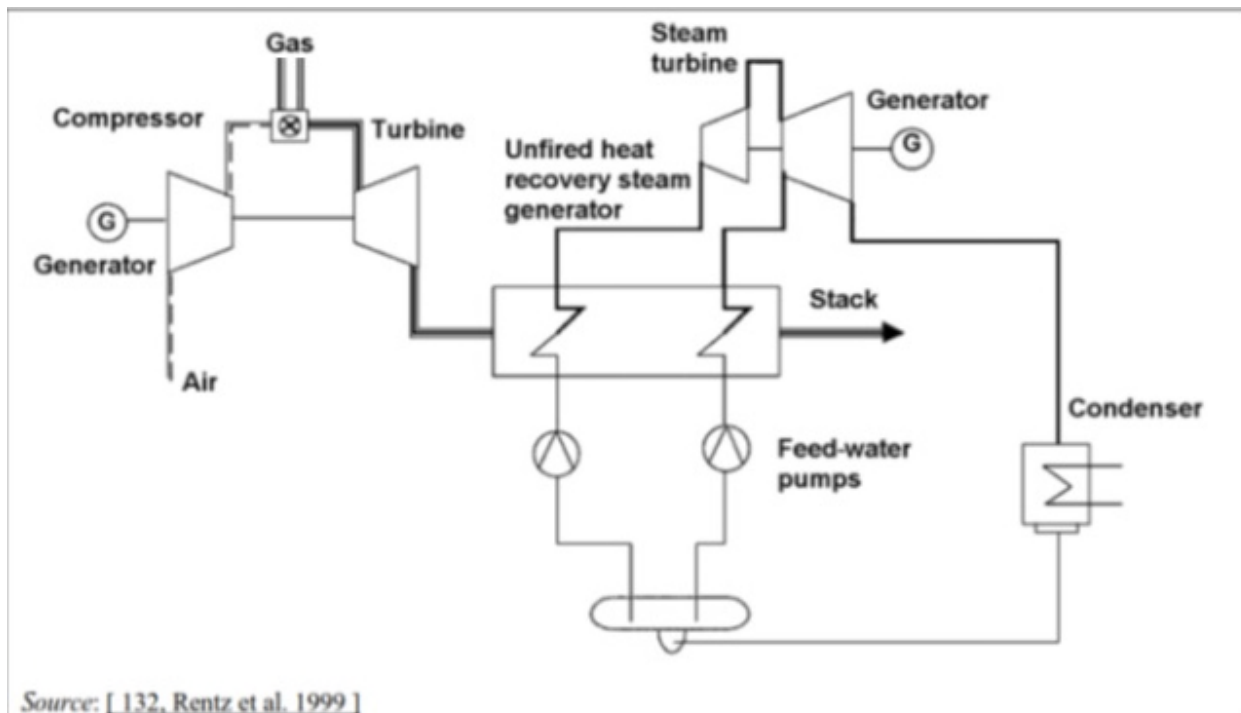 Gas
Steam
turbine
Compressor
Turbine
Generator
Unfired heat
recovery steam
generator
G
G
Generator
Air
Stack
Condenser
Feed-water
pumps
Source: [ 132, Rentz et al. 1999 ]